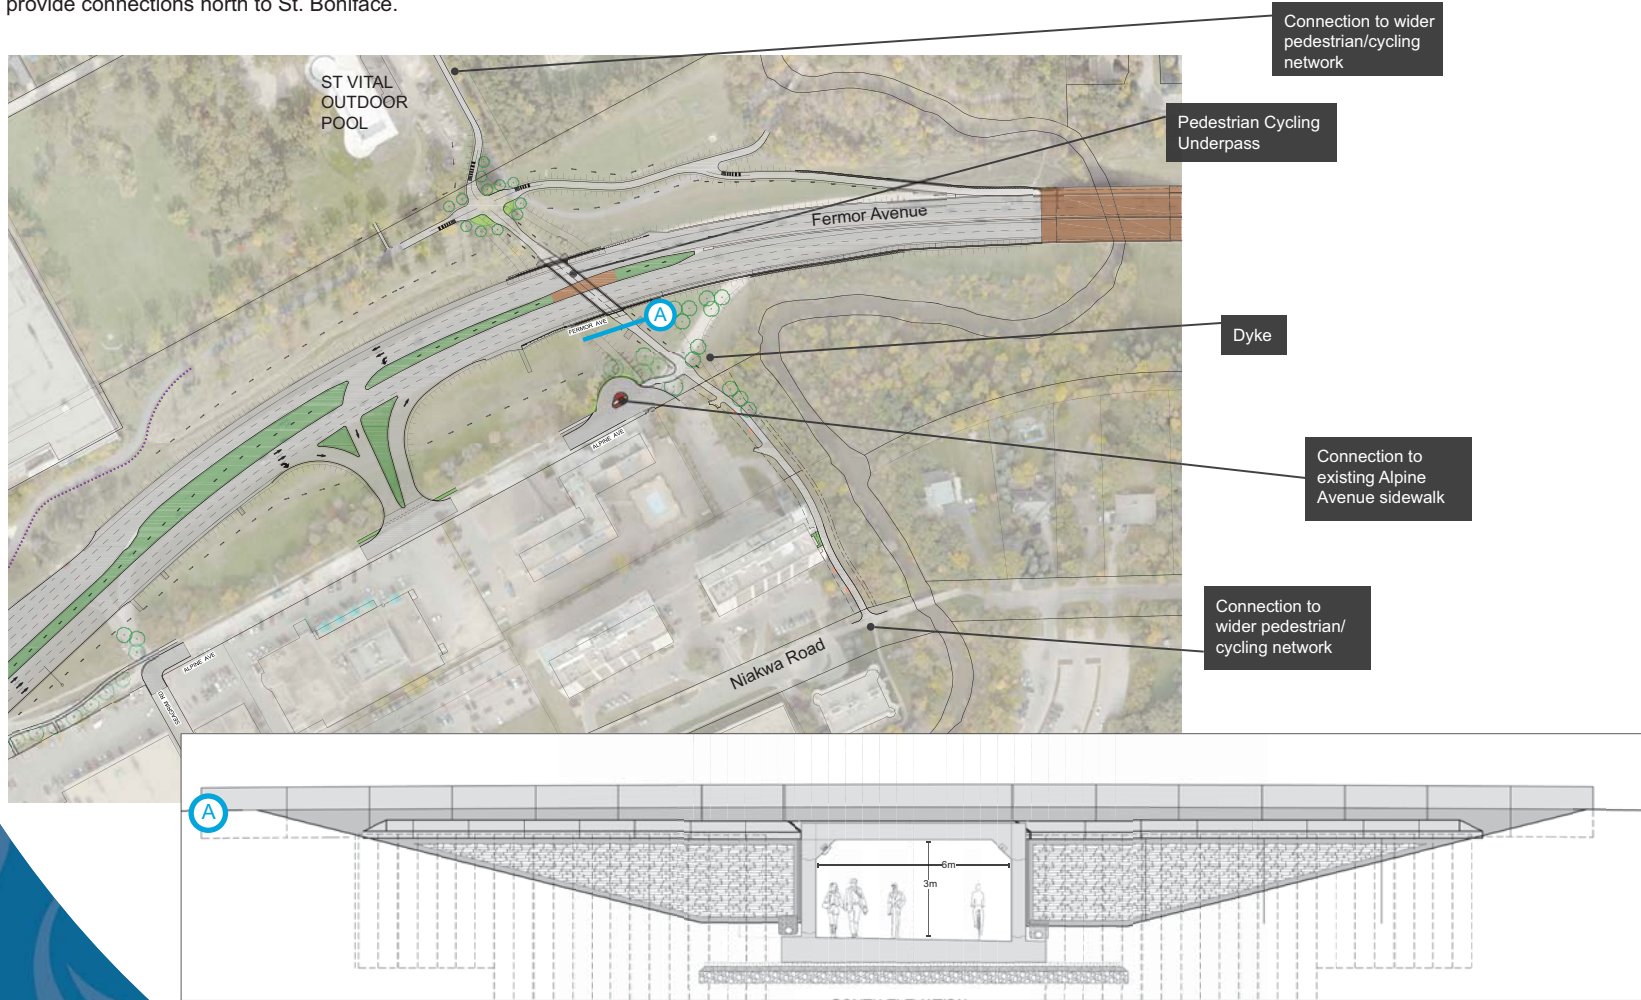 provide connections north to St. Boniface.
Connection to wider
pedestrian/cycling
network
ST VITAL
OUTDOOR
POOL
Pedestrian Cycling
Underpass
Fermor Avenue
A
FERMOR AVE
Dyke
ALPINE AVE
Connection to
existing Alpine
Avenue sidewalk
Connection to
wider pedestrian/
cycling network
Niakwa Road
ALPINE AVE
SEAGRIM RD
A
6m
3m